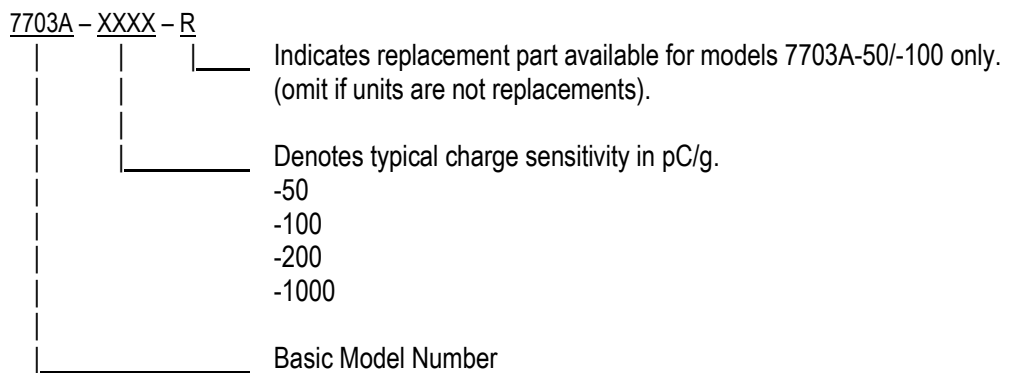 7703A – XXXX – R
Indicates replacement part available for models 7703A-50/-100 only.
(omit if units are not replacements).
Denotes typical charge sensitivity in pC/g.
-50
-100
-200
-1000
Basic Model Number